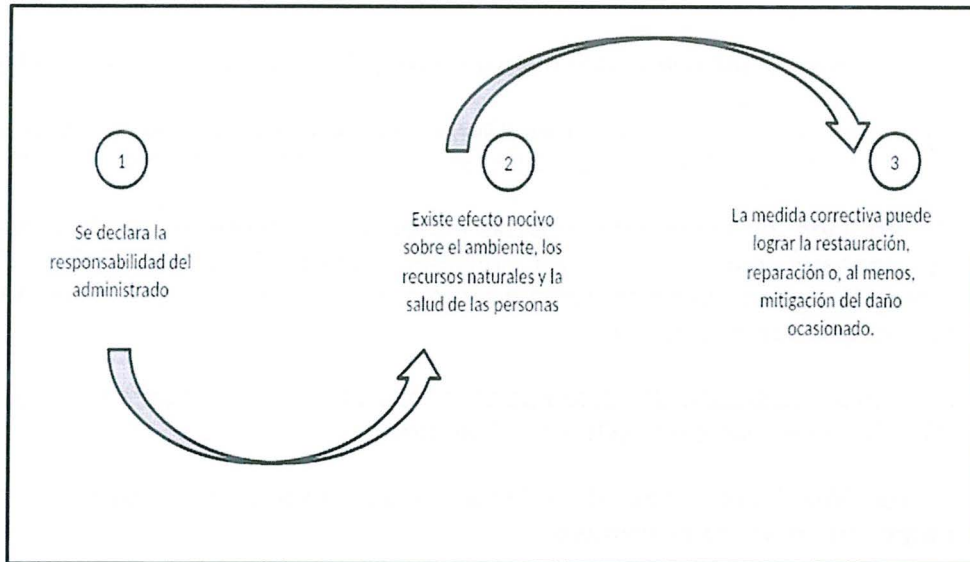 1
Se declara la
responsabilidad del
administrado
2
Existe efecto nocivo
sobre el ambiente, los
recursos naturales y la
salud de las personas
3
La medida correctiva puede
lograr la restauración,
reparación o, al menos,
mitigación del daño
ocasionado.